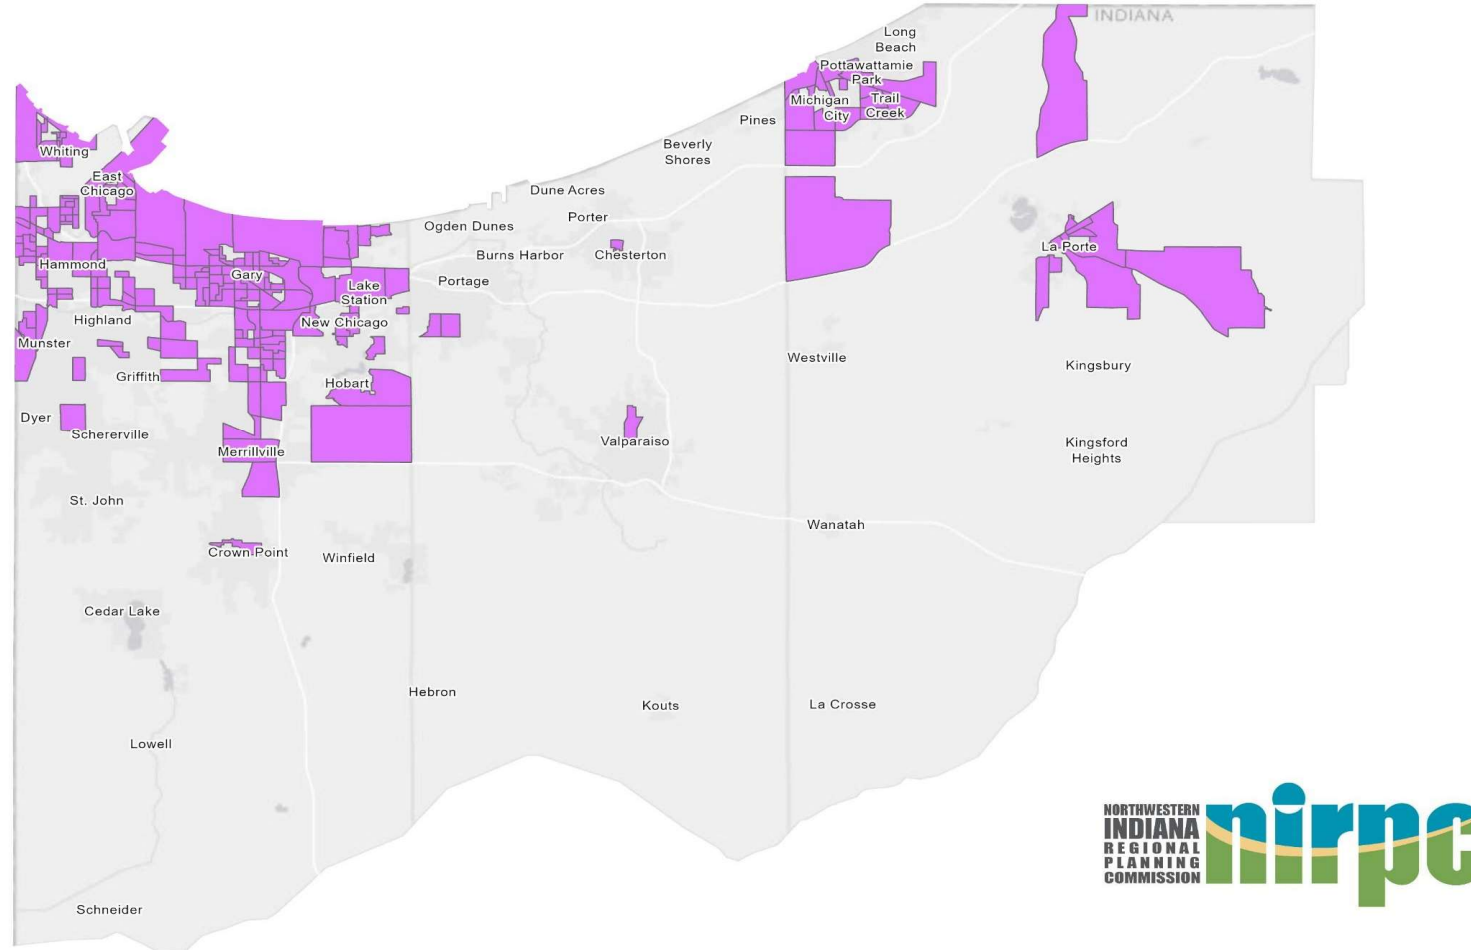 INDIANA
Long
Beach
Pottawattamie
Park
Michigan
City
Trail
Creek
Pines
Whiting
Beverly
Shores
East
Chicago
Dune Acres
Porter
Ogden Dunes
Burns Harbor
Chesterton
La Porte
Hammond
Gary
Portage
Lake
Station
Highland
New Chicago
Munster
Westville
Kingsbury
Griffith
Hobart
Dyer
Schererville
Merrillville
Valparaiso
Kingsford
Heights
St. John
Wanatah
Crown Point
Winfield
Cedar Lake
Hebron
Kouts
La Crosse
Lowell
Schneider
NORTHWESTERN
INDIANA
REGIONAL
PLANNING
COMMISSION
nirpc